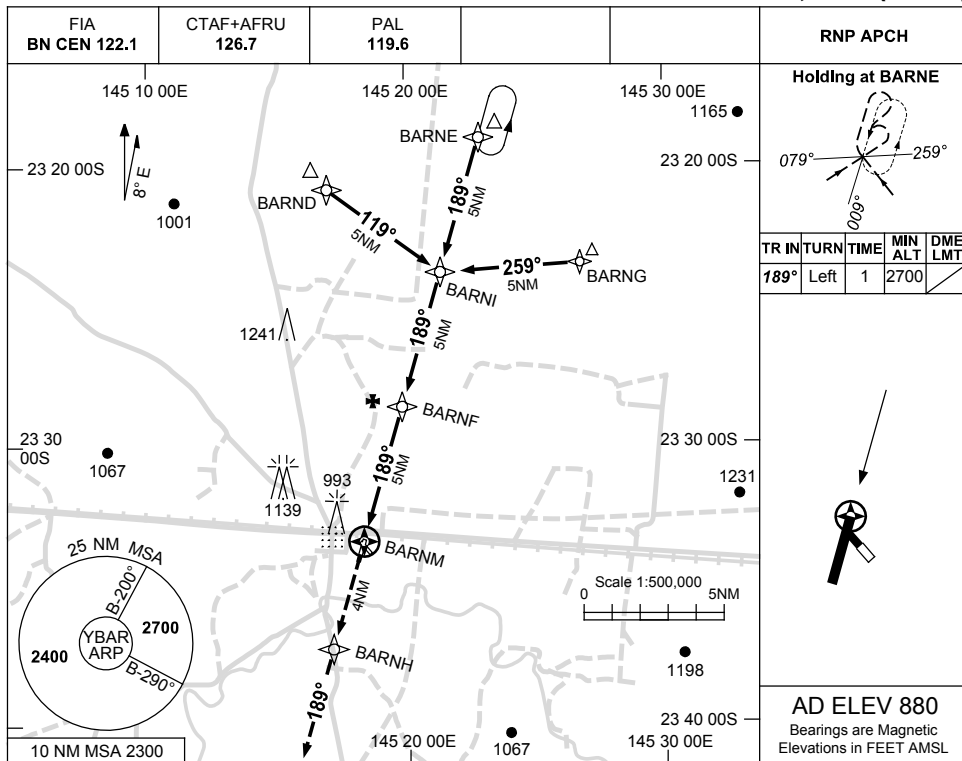 FIA
BN CEN 122.1
CTAF+AFRU
126.7
PAL
119.6
RNP APCH
145 10 00E
145 20 00E
145 30 00E
1165
BARNE
23 20 00S
23 20 00S
8° E
BARND
1001
189°
5NM
119°
5NM
259°
5NM
BARNG
BARNI
1241
189°
5NM
BARNF
23 30
00S
23 30 00S
1067
189°
5NM
993
1139
1231
BARNM
25 NM MSA
B-200°
YBAR
ARP
2700
2400
B-290°
4NM
Scale 1:500,000
0
5NM
BARNH
1198
189°
23 40 00S
10 NM MSA 2300
145 20 00E
1067
145 30 00E
Holding at BARNE
079°
259°
009°
TR IN TURN TIME MIN ALT DME LMT
189° Left 1 2700
AD ELEV 880
Bearings are Magnetic
Elevations in FEET AMSL